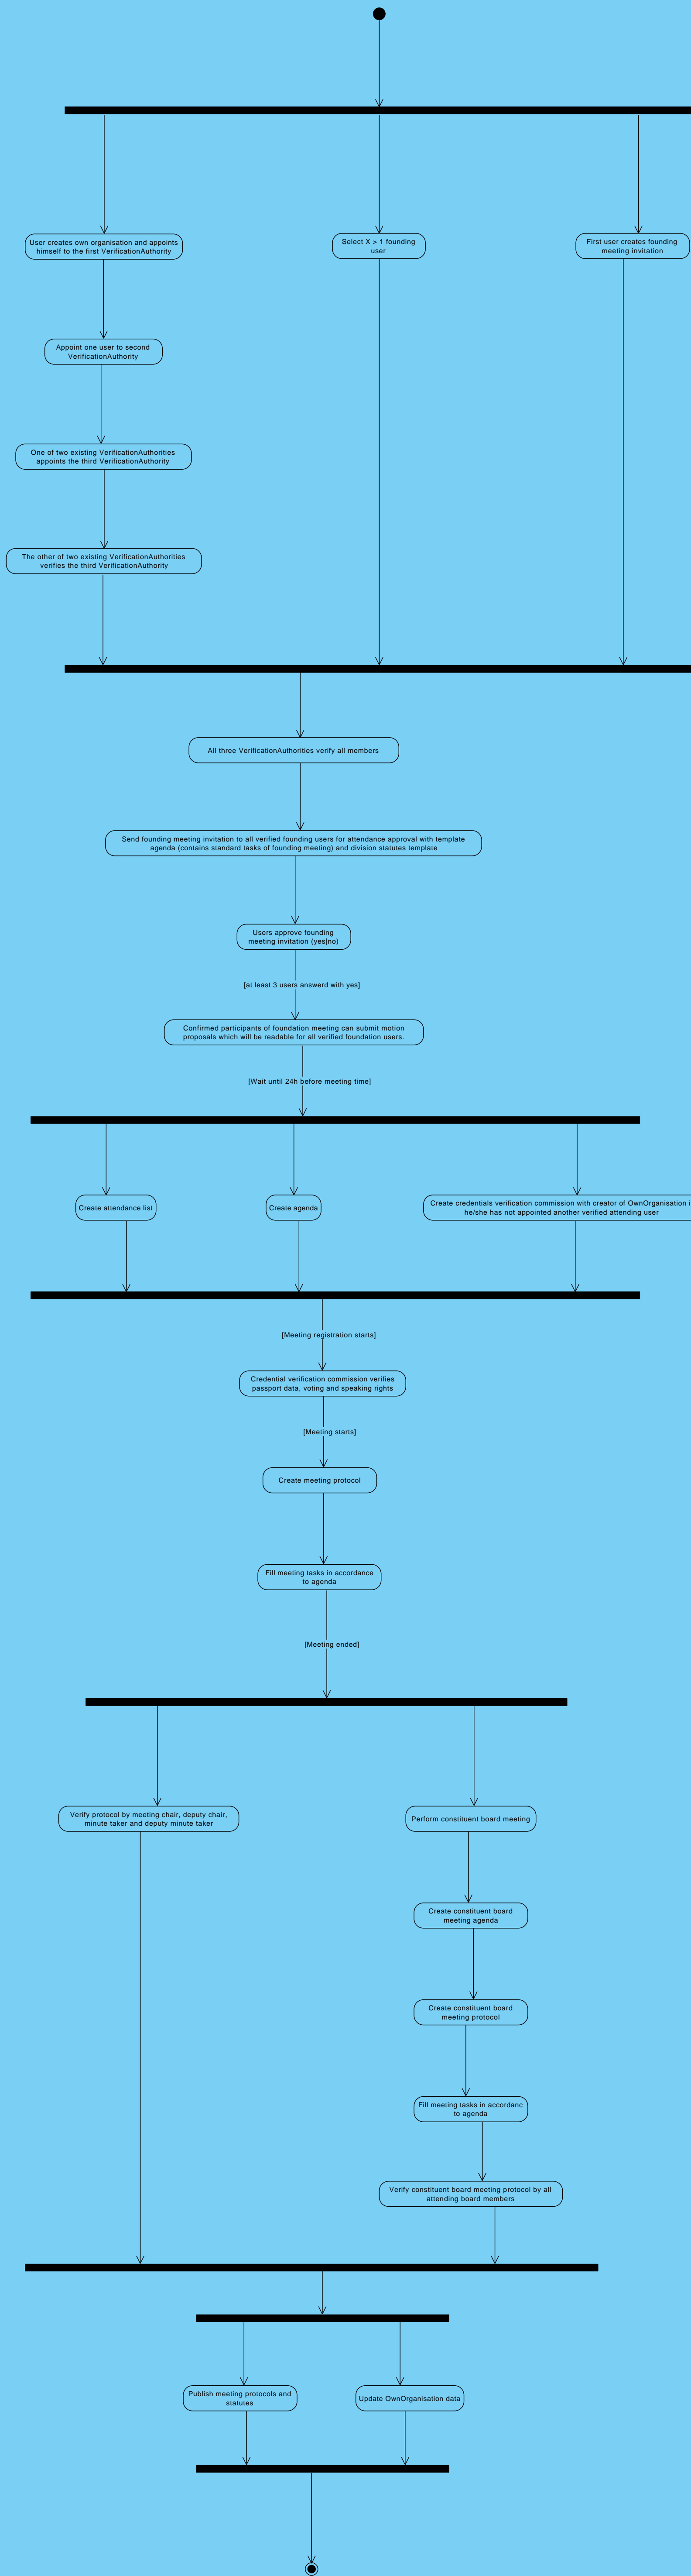 User creates own organisation and appoints
himself to the first VerificationAuthority
Select X > 1 founding
user
First user creates founding
meeting invitation
Appoint one user to second
VerificationAuthority
One of two existing VerificationAuthorities
appoints the third VerificationAuthority
The other of two existing VerificationAuthorities
verifies the third VerificationAuthority
All three VerificationAuthorities verify all members
Send founding meeting invitation to all verified founding users for attendance approval with template
agenda (contains standard tasks of founding meeting) and division statutes template
Users approve founding
meeting invitation (yes|no)
[at least 3 users answerd with yes]
Confirmed participants of foundation meeting can submit motion
proposals which will be readable for all verified foundation users.
[Wait until 24h before meeting time]
Create attendance list
Create agenda
Create credentials verification commission with creator of OwnOrganisation i
he/she has not appointed another verified attending user
[Meeting registration starts]
Credential verification commission verifies
passport data, voting and speaking rights
[Meeting starts]
Create meeting protocol
Fill meeting tasks in accordance
to agenda
[Meeting ended]
Verify protocol by meeting chair, deputy chair,
minute taker and deputy minute taker
Perform constituent board meeting
Create constituent board
meeting agenda
Create constituent board
meeting protocol
Fill meeting tasks in accordanc
to agenda
Verify constituent board meeting protocol by all
attending board members
Publish meeting protocols and
statutes
Update OwnOrganisation data